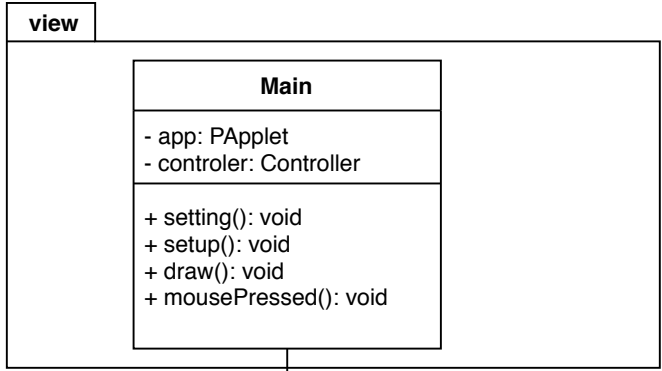 view
Main
- app: PApplet
- controler: Controller
+ setting(): void
+ setup(): void
+ draw(): void
+ mousePressed(): void